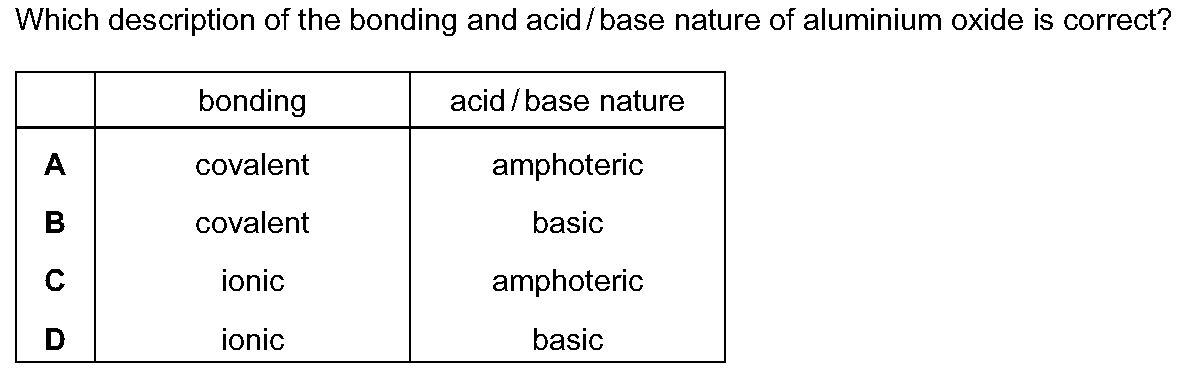 Which description of the bonding and acid / base nature of aluminium oxide is correct?
bonding acid / base nature
A covalent amphoteric
B covalent basic
C ionic amphoteric
D ionic basic